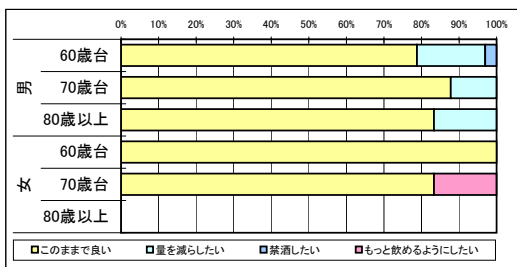 0% 10% 20% 30% 40% 50% 60% 70% 80% 90% 100%
男
60歳台
70歳台
80歳以上
女
60歳台
70歳台
80歳以上
このままで良い 量を減らしたい 禁酒したい もっと飲めるようにしたい